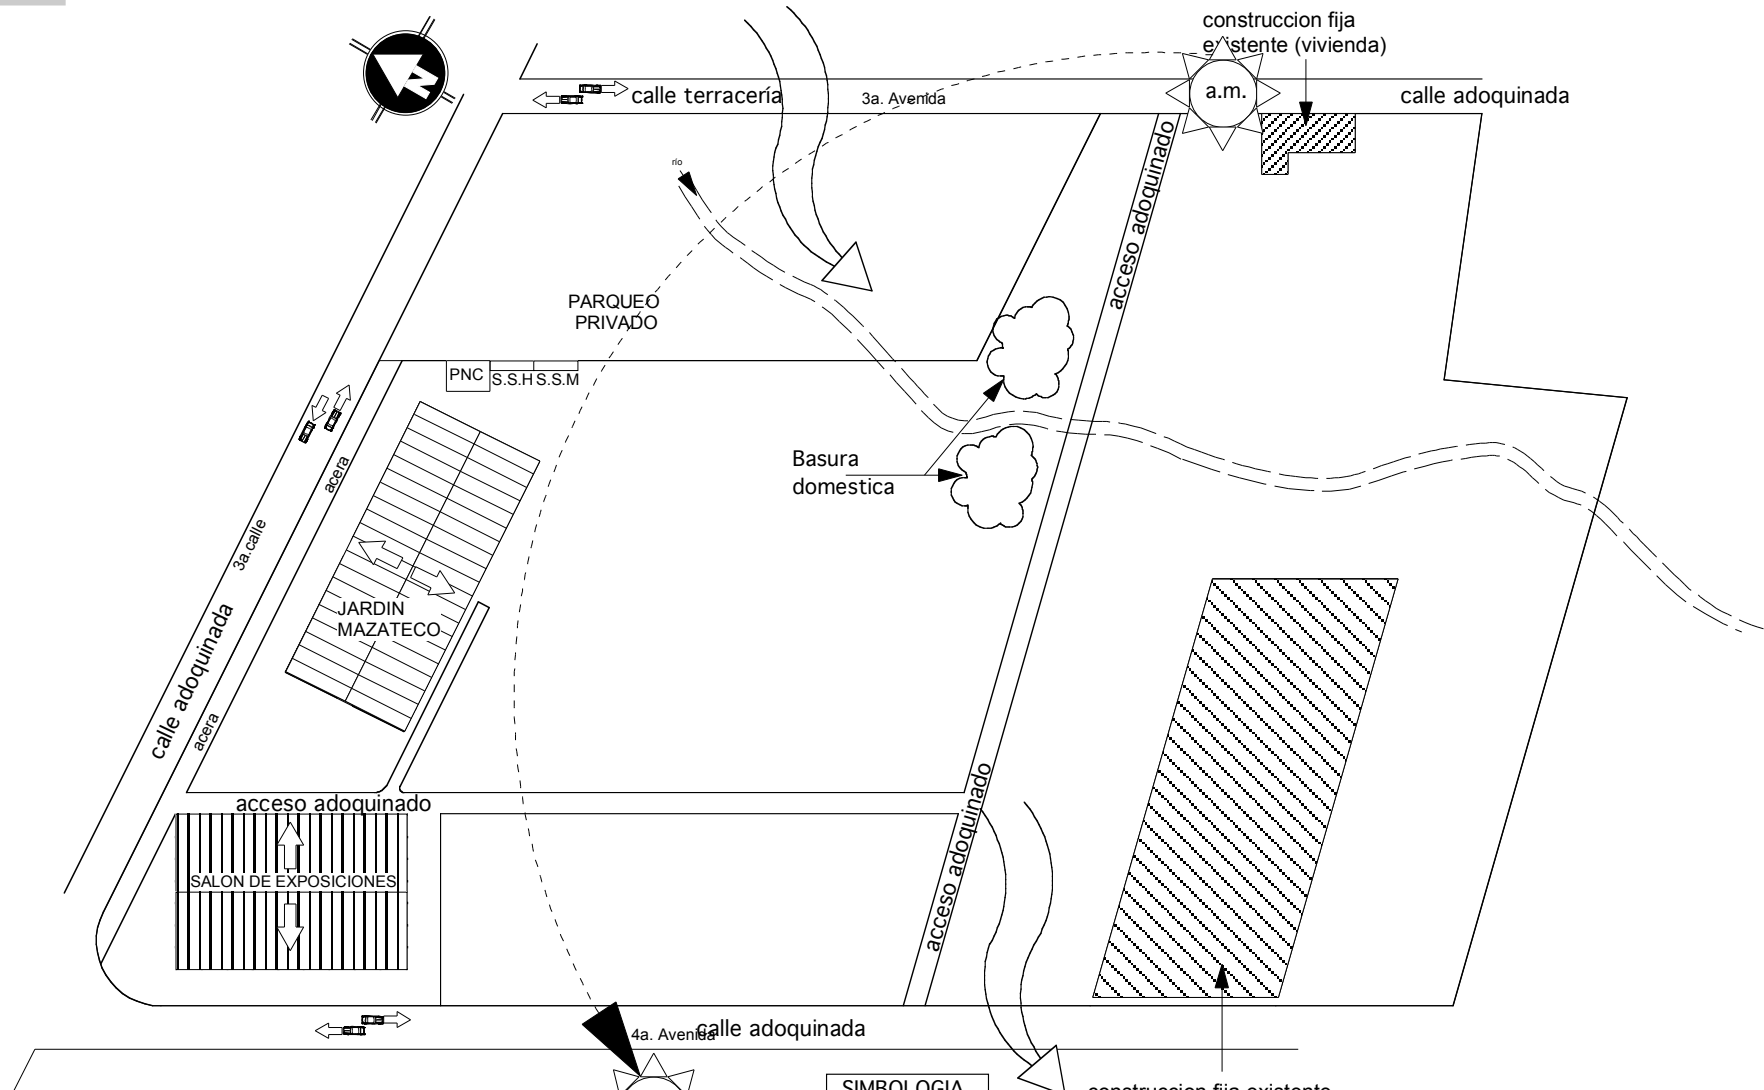 construccion fija
existente (vivienda)
N
a.m.
calle terracería
3a. Avenida
calle adoquinada
acceso adoquinado
río
PARQUEO
PRIVADO
PNC
S.S.H
S.S.M
acera
Basura
domestica
3a.calle
JARDIN
MAZATECO
calle adoquinada
acera
acceso adoquinado
acceso adoquinado
SALON DE EXPOSICIONES
4a. Avenida
calle adoquinada
SIMBOLOGIA
construccion fija existente